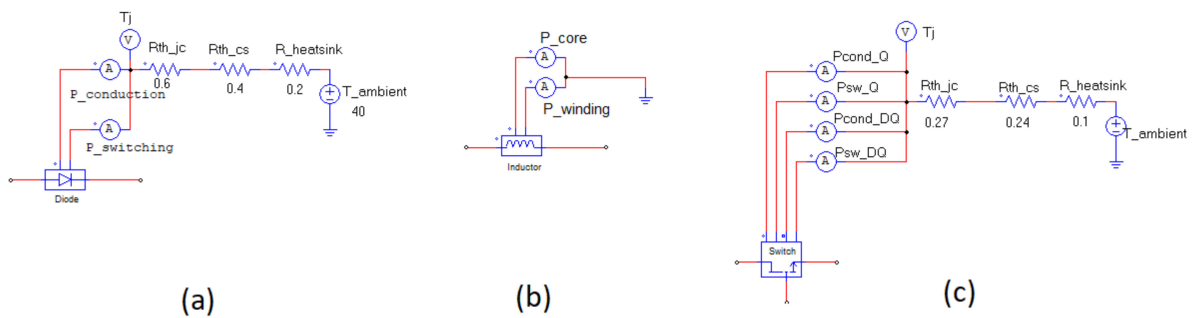 Tj
Rth_jc
Rth_cs
R_heatsink
A
V
0.6
0.4
0.2
P_conduction
T_ambient
40
A
P_switching
Diode
(a)
P_core
A
A
P_winding
Inductor
(b)
V
Tj
Pcond_Q
A
Psw_Q
A
Rth_jc
Rth_cs
R_heatsink
0.27
0.24
0.1
Pcond_DQ
A
T_ambient
Psw_DQ
A
Switch
(c)